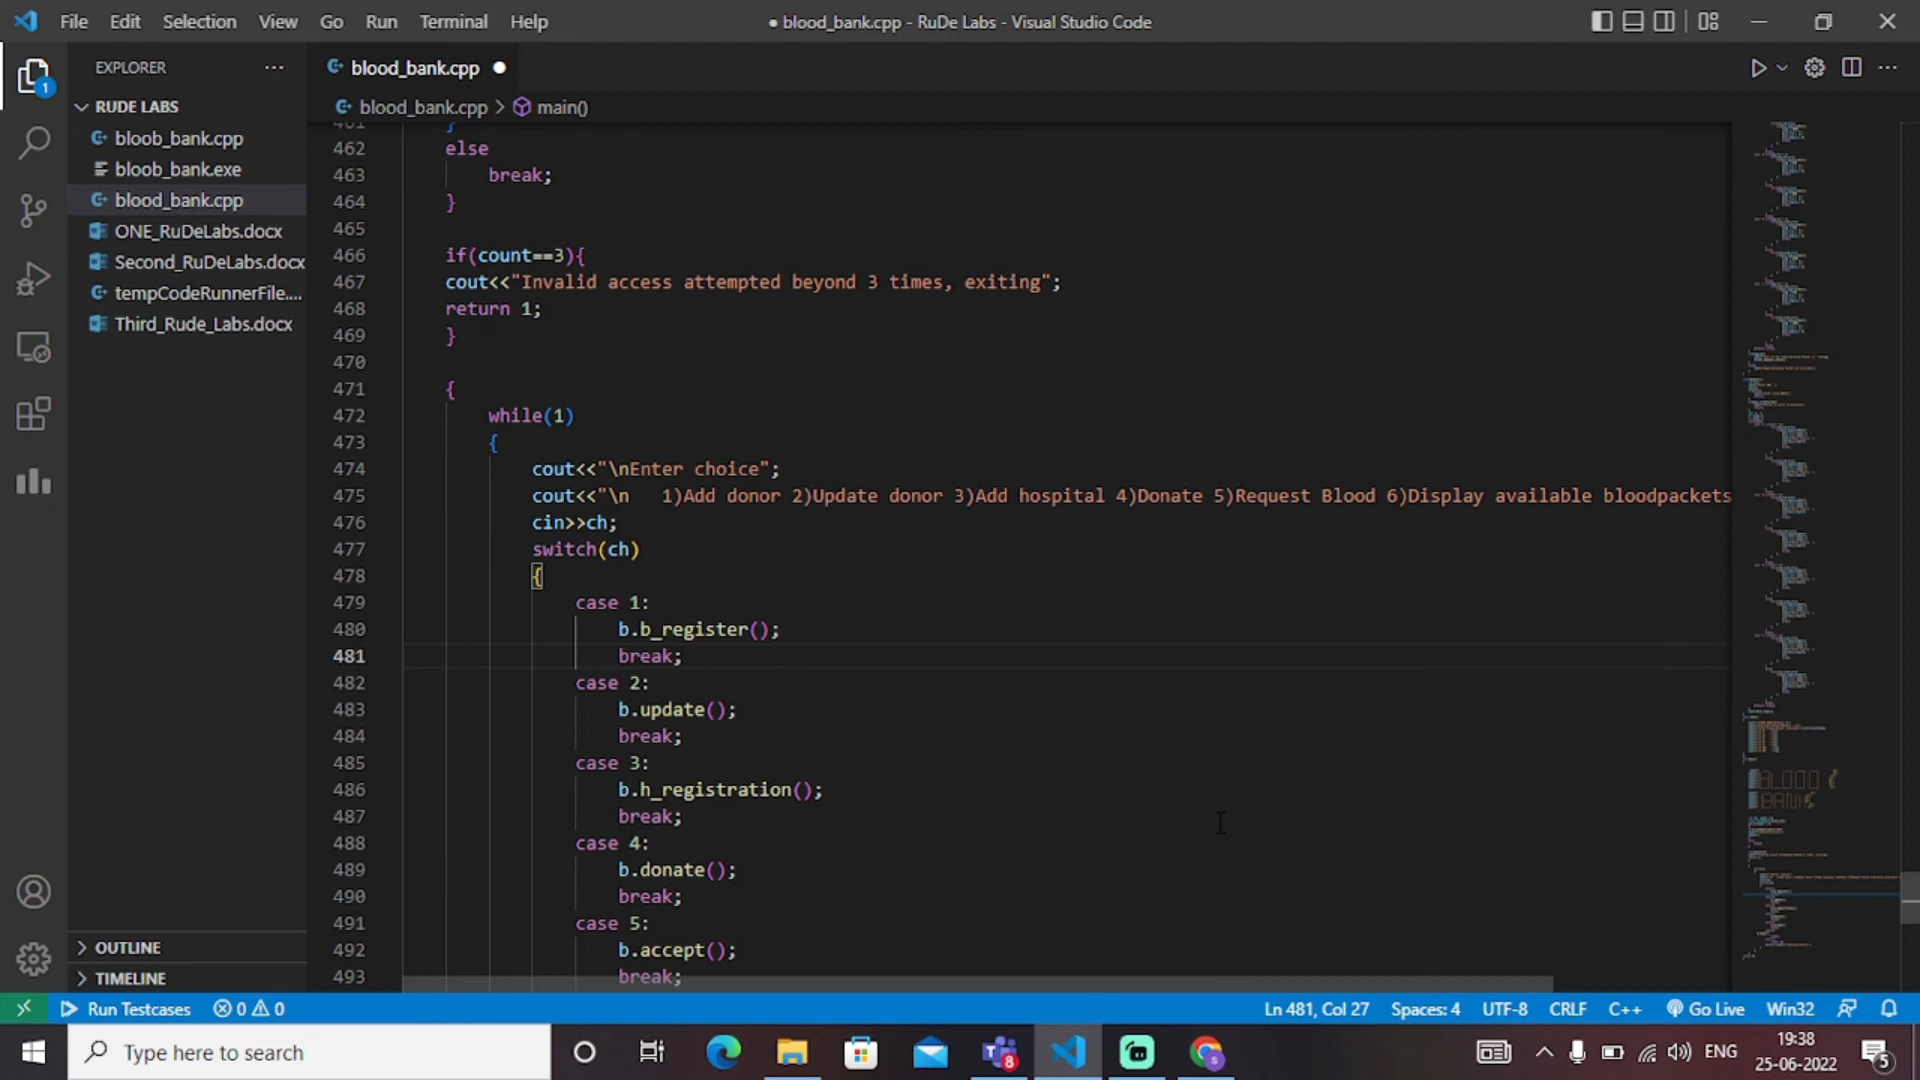 File Edit Selection View Go Run Terminal Help
● blood_bank.cpp - RuDe Labs - Visual Studio Code
EXPLORER
1
RUDE LABS
bloob_bank.cpp
bloob_bank.exe
blood_bank.cpp
ONE_RuDeLabs.docx
Second_RuDeLabs.docx
tempCodeRunnerFile....
Third_Rude_Labs.docx
OUTLINE
TIMELINE
blood_bank.cpp ●
blood_bank.cpp > main()
461 }
462 else
463 break;
464 }
465
466 if(count==3){
467 cout<<"Invalid access attempted beyond 3 times, exiting";
468 return 1;
469 }
470
471 {
472 while(1)
473 {
474 cout<<"\nEnter choice";
475 cout<<"\n   1)Add donor 2)Update donor 3)Add hospital 4)Donate 5)Request Blood 6)Display available bloodpackets
476 cin>>ch;
477 switch(ch)
478 {
479 case 1:
480 b.b_register();
481 break;
482 case 2:
483 b.update();
484 break;
485 case 3:
486 b.h_registration();
487 break;
488 case 4:
489 b.donate();
490 break;
491 case 5:
492 b.accept();
493 break;
BLOOD
BANK
Run Testcases 0 0
Ln 481, Col 27 Spaces: 4 UTF-8 CRLF C++ Go Live Win32
Type here to search
8
S
ENG
19:38
25-06-2022
5